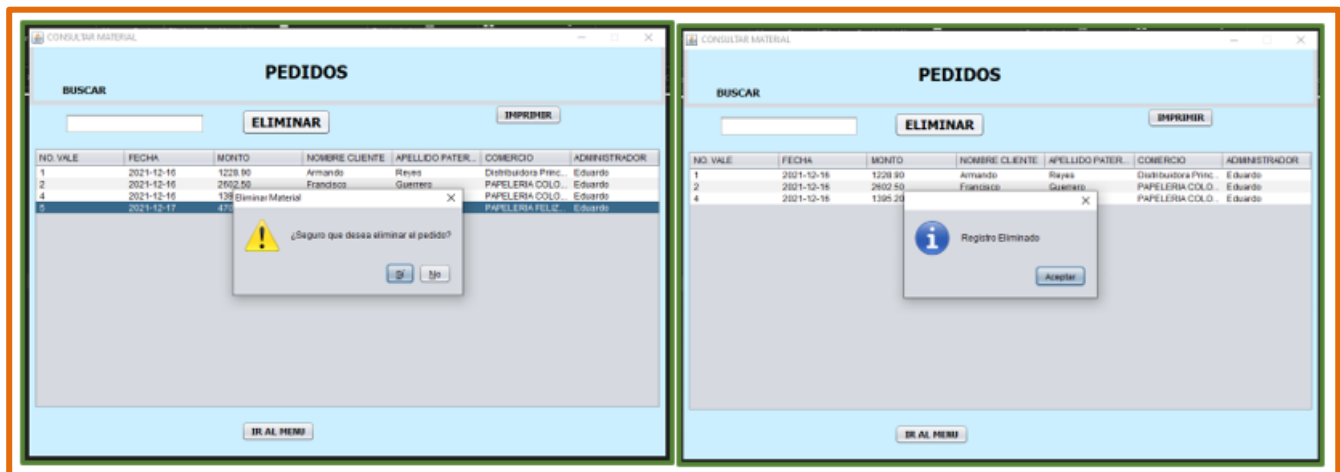 CONSULTAR MATERIAL
PEDIDOS
BUSCAR
ELIMINAR
IMPRIMIR
NO. VALE FECHA MONTO NOMBRE CLIENTE APELLIDO PATER... COMERCIO ADMINISTRADOR
1 2021-12-16 1228.90 Armando Reyes Distribuidora Princ... Eduardo
2 2021-12-16 2602.50 Francisco Guerrero PAPELERIA COLO... Eduardo
4 2021-12-16 139 PAPELERIA COLO... Eduardo
5 2021-12-17 470 PAPELERIA FELIZ... Eduardo
Eliminar Material
¿Seguro que desea eliminar el pedido?
Sí No
IR AL MENU
CONSULTAR MATERIAL
PEDIDOS
BUSCAR
ELIMINAR
IMPRIMIR
NO. VALE FECHA MONTO NOMBRE CLIENTE APELLIDO PATER... COMERCIO ADMINISTRADOR
1 2021-12-16 1228.90 Armando Reyes Distribuidora Princ... Eduardo
2 2021-12-16 2602.50 Francisco Guerrero PAPELERIA COLO... Eduardo
4 2021-12-16 1395.20 PAPELERIA COLO... Eduardo
Registro Eliminado
Aceptar
IR AL MENU